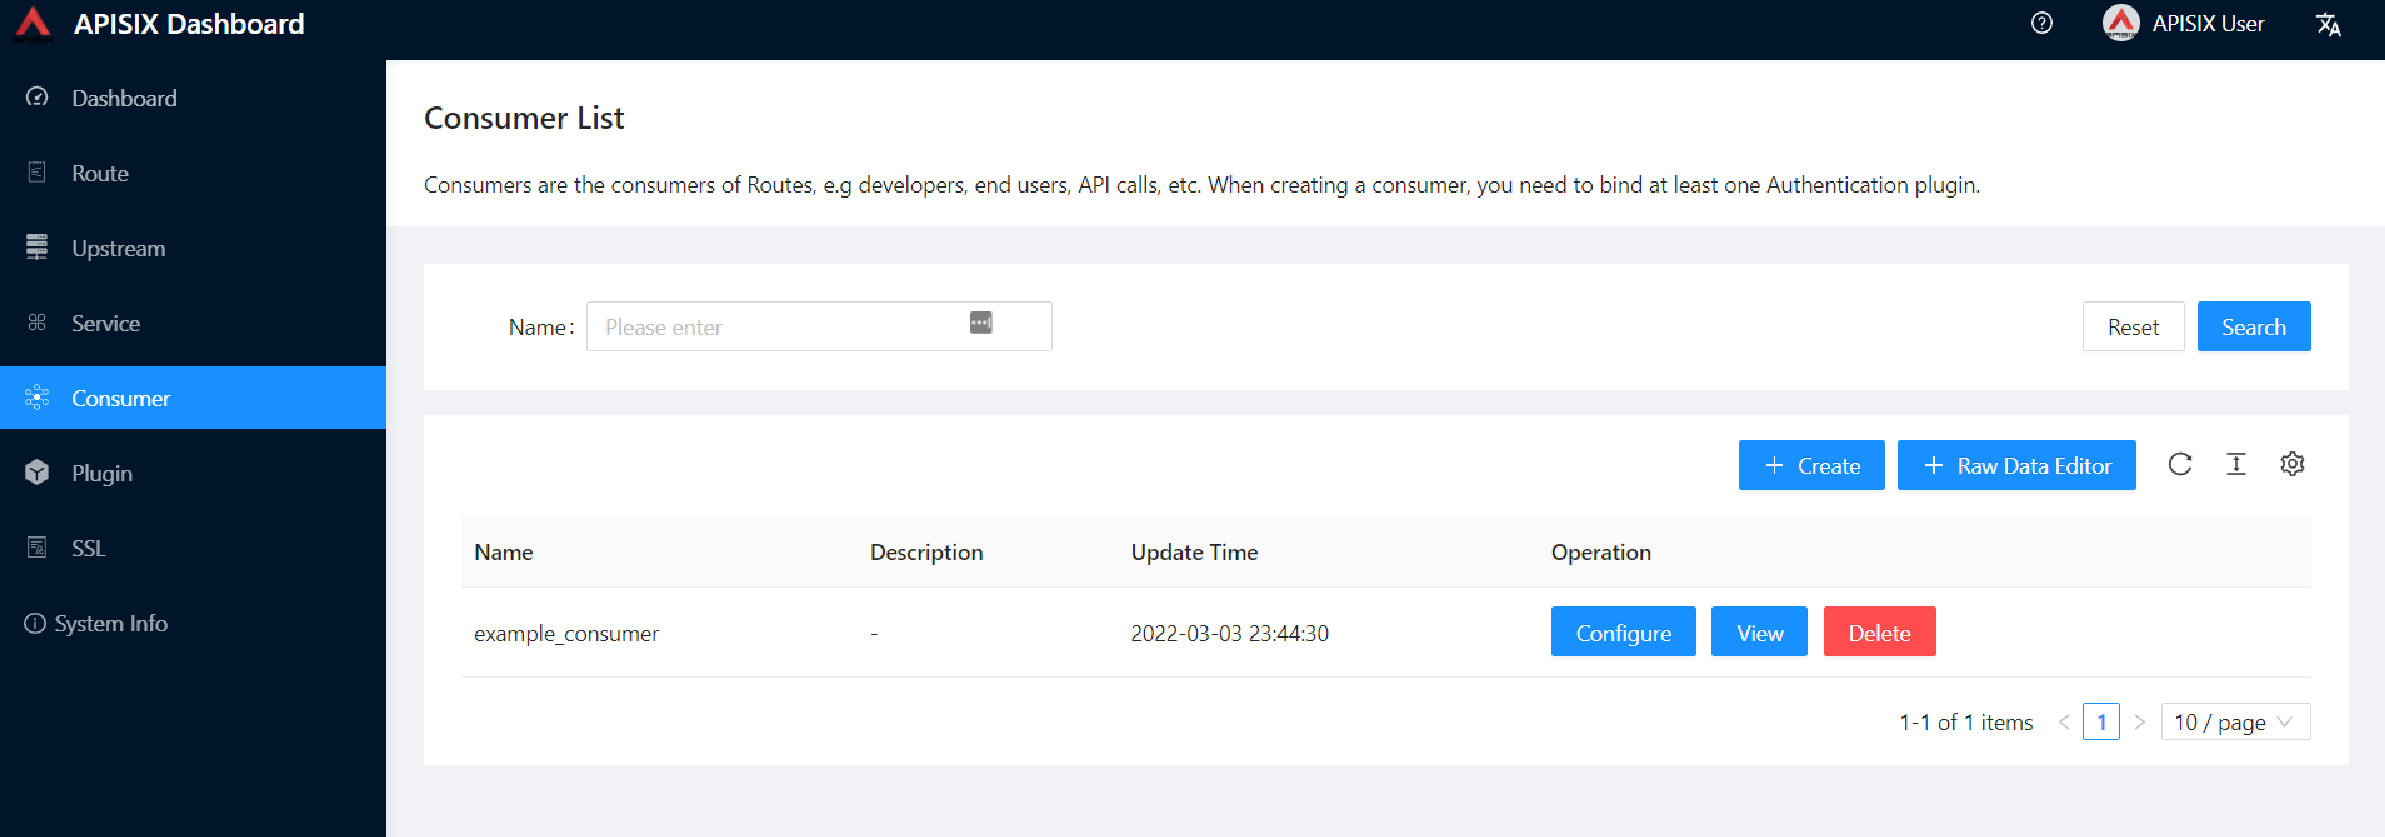 APISIX Dashboard
APISIX User
Dashboard
Route
Upstream
Service
Consumer
Plugin
SSL
System Info
Consumer List
Consumers are the consumers of Routes, e.g developers, end users, API calls, etc. When creating a consumer, you need to bind at least one Authentication plugin.
Name: Please enter
Reset Search
+ Create + Raw Data Editor
Name Description Update Time Operation
example_consumer - 2022-03-03 23:44:30 Configure View Delete
1-1 of 1 items < 1 > 10 / page